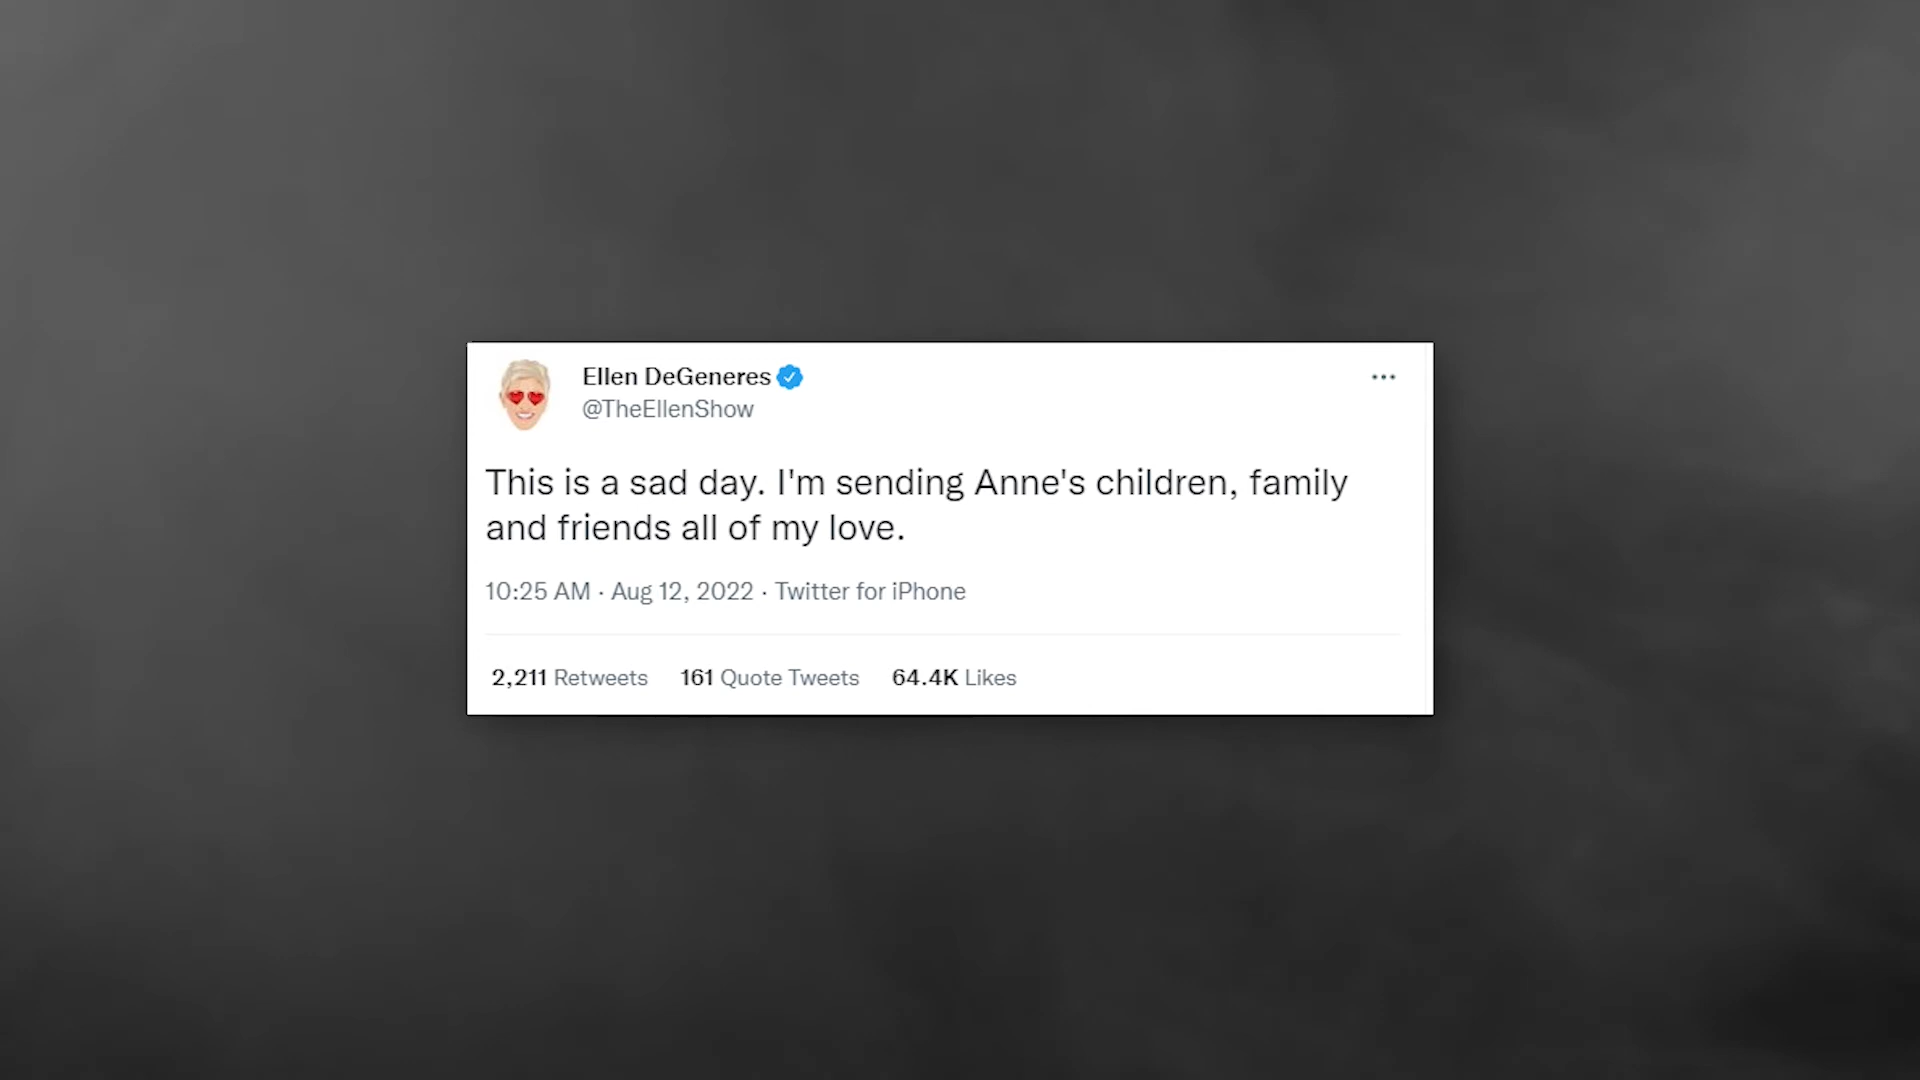 Ellen DeGeneres
@TheEllenShow
This is a sad day. I'm sending Anne's children, family
and friends all of my love.
10:25 AM · Aug 12, 2022 · Twitter for iPhone
2,211 Retweets 161 Quote Tweets 64.4K Likes